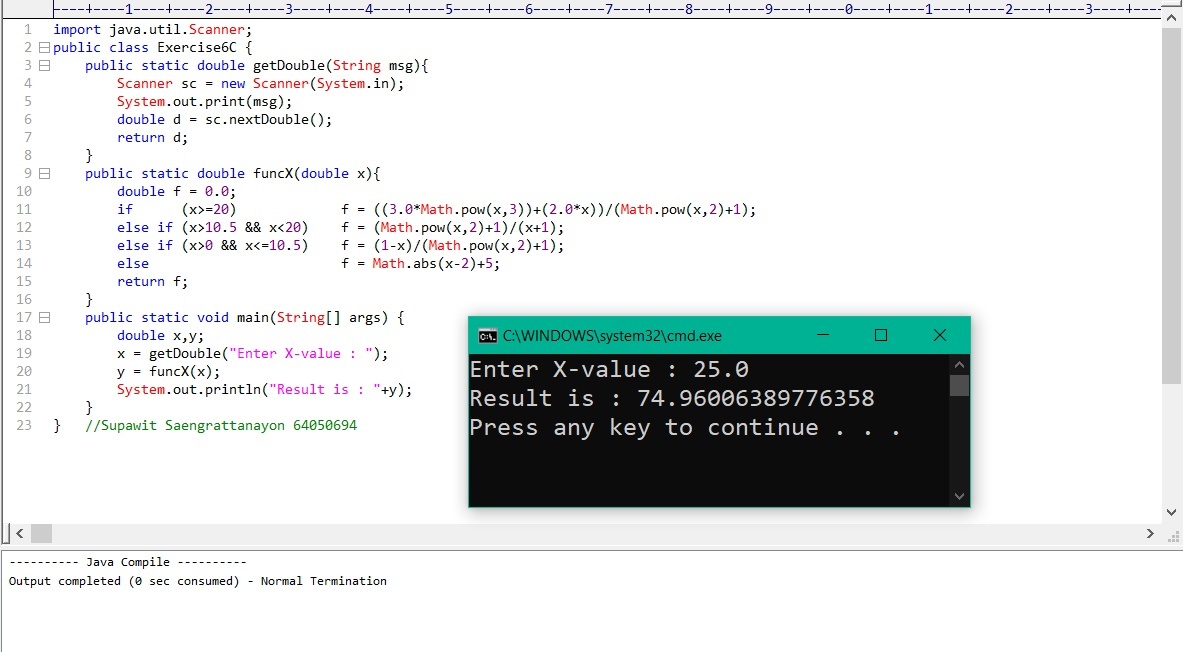 ----+----1----+----2----+----3----+----4----+----5----+----6----+----7----+----8----+----9----+----0----+----1----+----2----+----3----+----
1 import java.util.Scanner;
2 public class Exercise6C {
3     public static double getDouble(String msg){
4         Scanner sc = new Scanner(System.in);
5         System.out.print(msg);
6         double d = sc.nextDouble();
7         return d;
8     }
9     public static double funcX(double x){
10         double f = 0.0;
11         if      (x>=20)             f = ((3.0*Math.pow(x,3))+(2.0*x))/(Math.pow(x,2)+1);
12         else if (x>10.5 && x<20)    f = (Math.pow(x,2)+1)/(x+1);
13         else if (x>0 && x<=10.5)    f = (1-x)/(Math.pow(x,2)+1);
14         else                        f = Math.abs(x-2)+5;
15         return f;
16     }
17     public static void main(String[] args) {
18         double x,y;
19         x = getDouble("Enter X-value : ");
20         y = funcX(x);
21         System.out.println("Result is : "+y);
22     }
23 }   //Supawit Saengrattanayon 64050694
C:\WINDOWS\system32\cmd.exe
Enter X-value : 25.0
Result is : 74.96006389776358
Press any key to continue . . .
---------- Java Compile ----------
Output completed (0 sec consumed) - Normal Termination